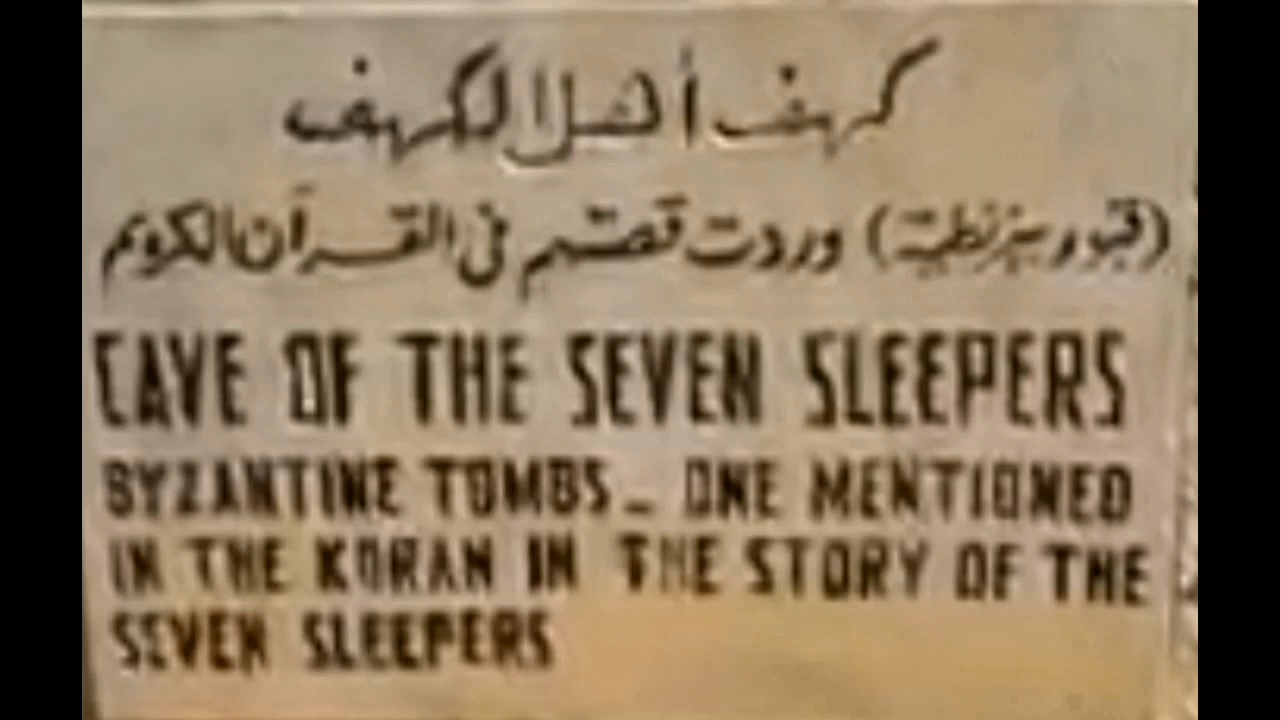 كهف أهل الكهف
(قبور بيزنطية) وردت قصتهم في القرآن الكريم
CAVE OF THE SEVEN SLEEPERS
BYZANTINE TOMBS - ONE MENTIONED
IN THE KORAN IN THE STORY OF THE
SEVEN SLEEPERS